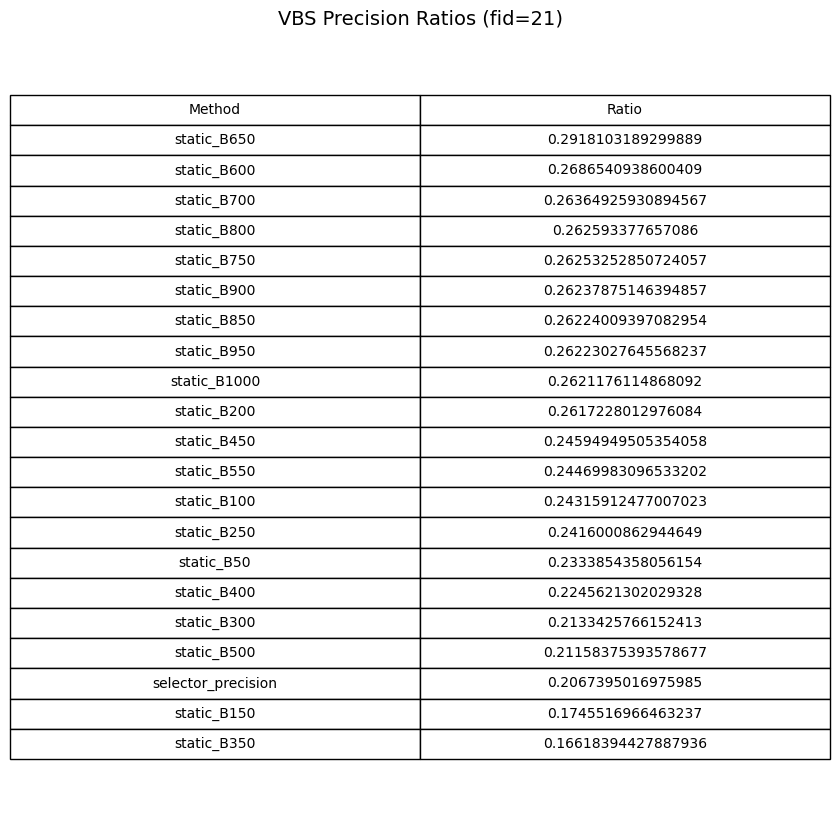 VBS Precision Ratios (fid=21)
Method Ratio
static_B650 0.2918103189299889
static_B600 0.2686540938600409
static_B700 0.26364925930894567
static_B800 0.262593377657086
static_B750 0.26253252850724057
static_B900 0.26237875146394857
static_B850 0.26224009397082954
static_B950 0.26223027645568237
static_B1000 0.2621176114868092
static_B200 0.2617228012976084
static_B450 0.24594949505354058
static_B550 0.24469983096533202
static_B100 0.24315912477007023
static_B250 0.2416000862944649
static_B50 0.2333854358056154
static_B400 0.2245621302029328
static_B300 0.2133425766152413
static_B500 0.21158375393578677
selector_precision 0.2067395016975985
static_B150 0.1745516966463237
static_B350 0.16618394427887936